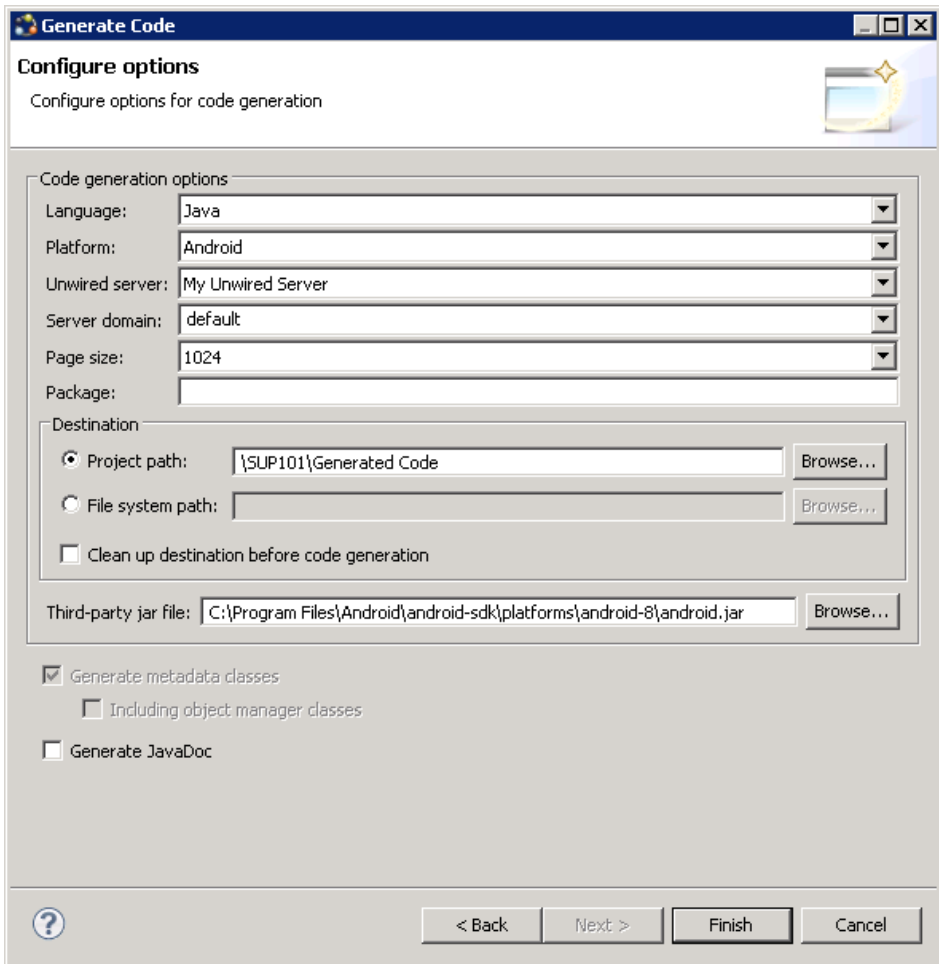 Generate Code
Configure options
Configure options for code generation
Code generation options
Language: Java
Platform: Android
Unwired server: My Unwired Server
Server domain: default
Page size: 1024
Package:
Destination
Project path: \SUP101\Generated Code Browse...
File system path: Browse...
Clean up destination before code generation
Third-party jar file: C:\Program Files\Android\android-sdk\platforms\android-8\android.jar Browse...
Generate metadata classes
Including object manager classes
Generate JavaDoc
? < Back Next > Finish Cancel